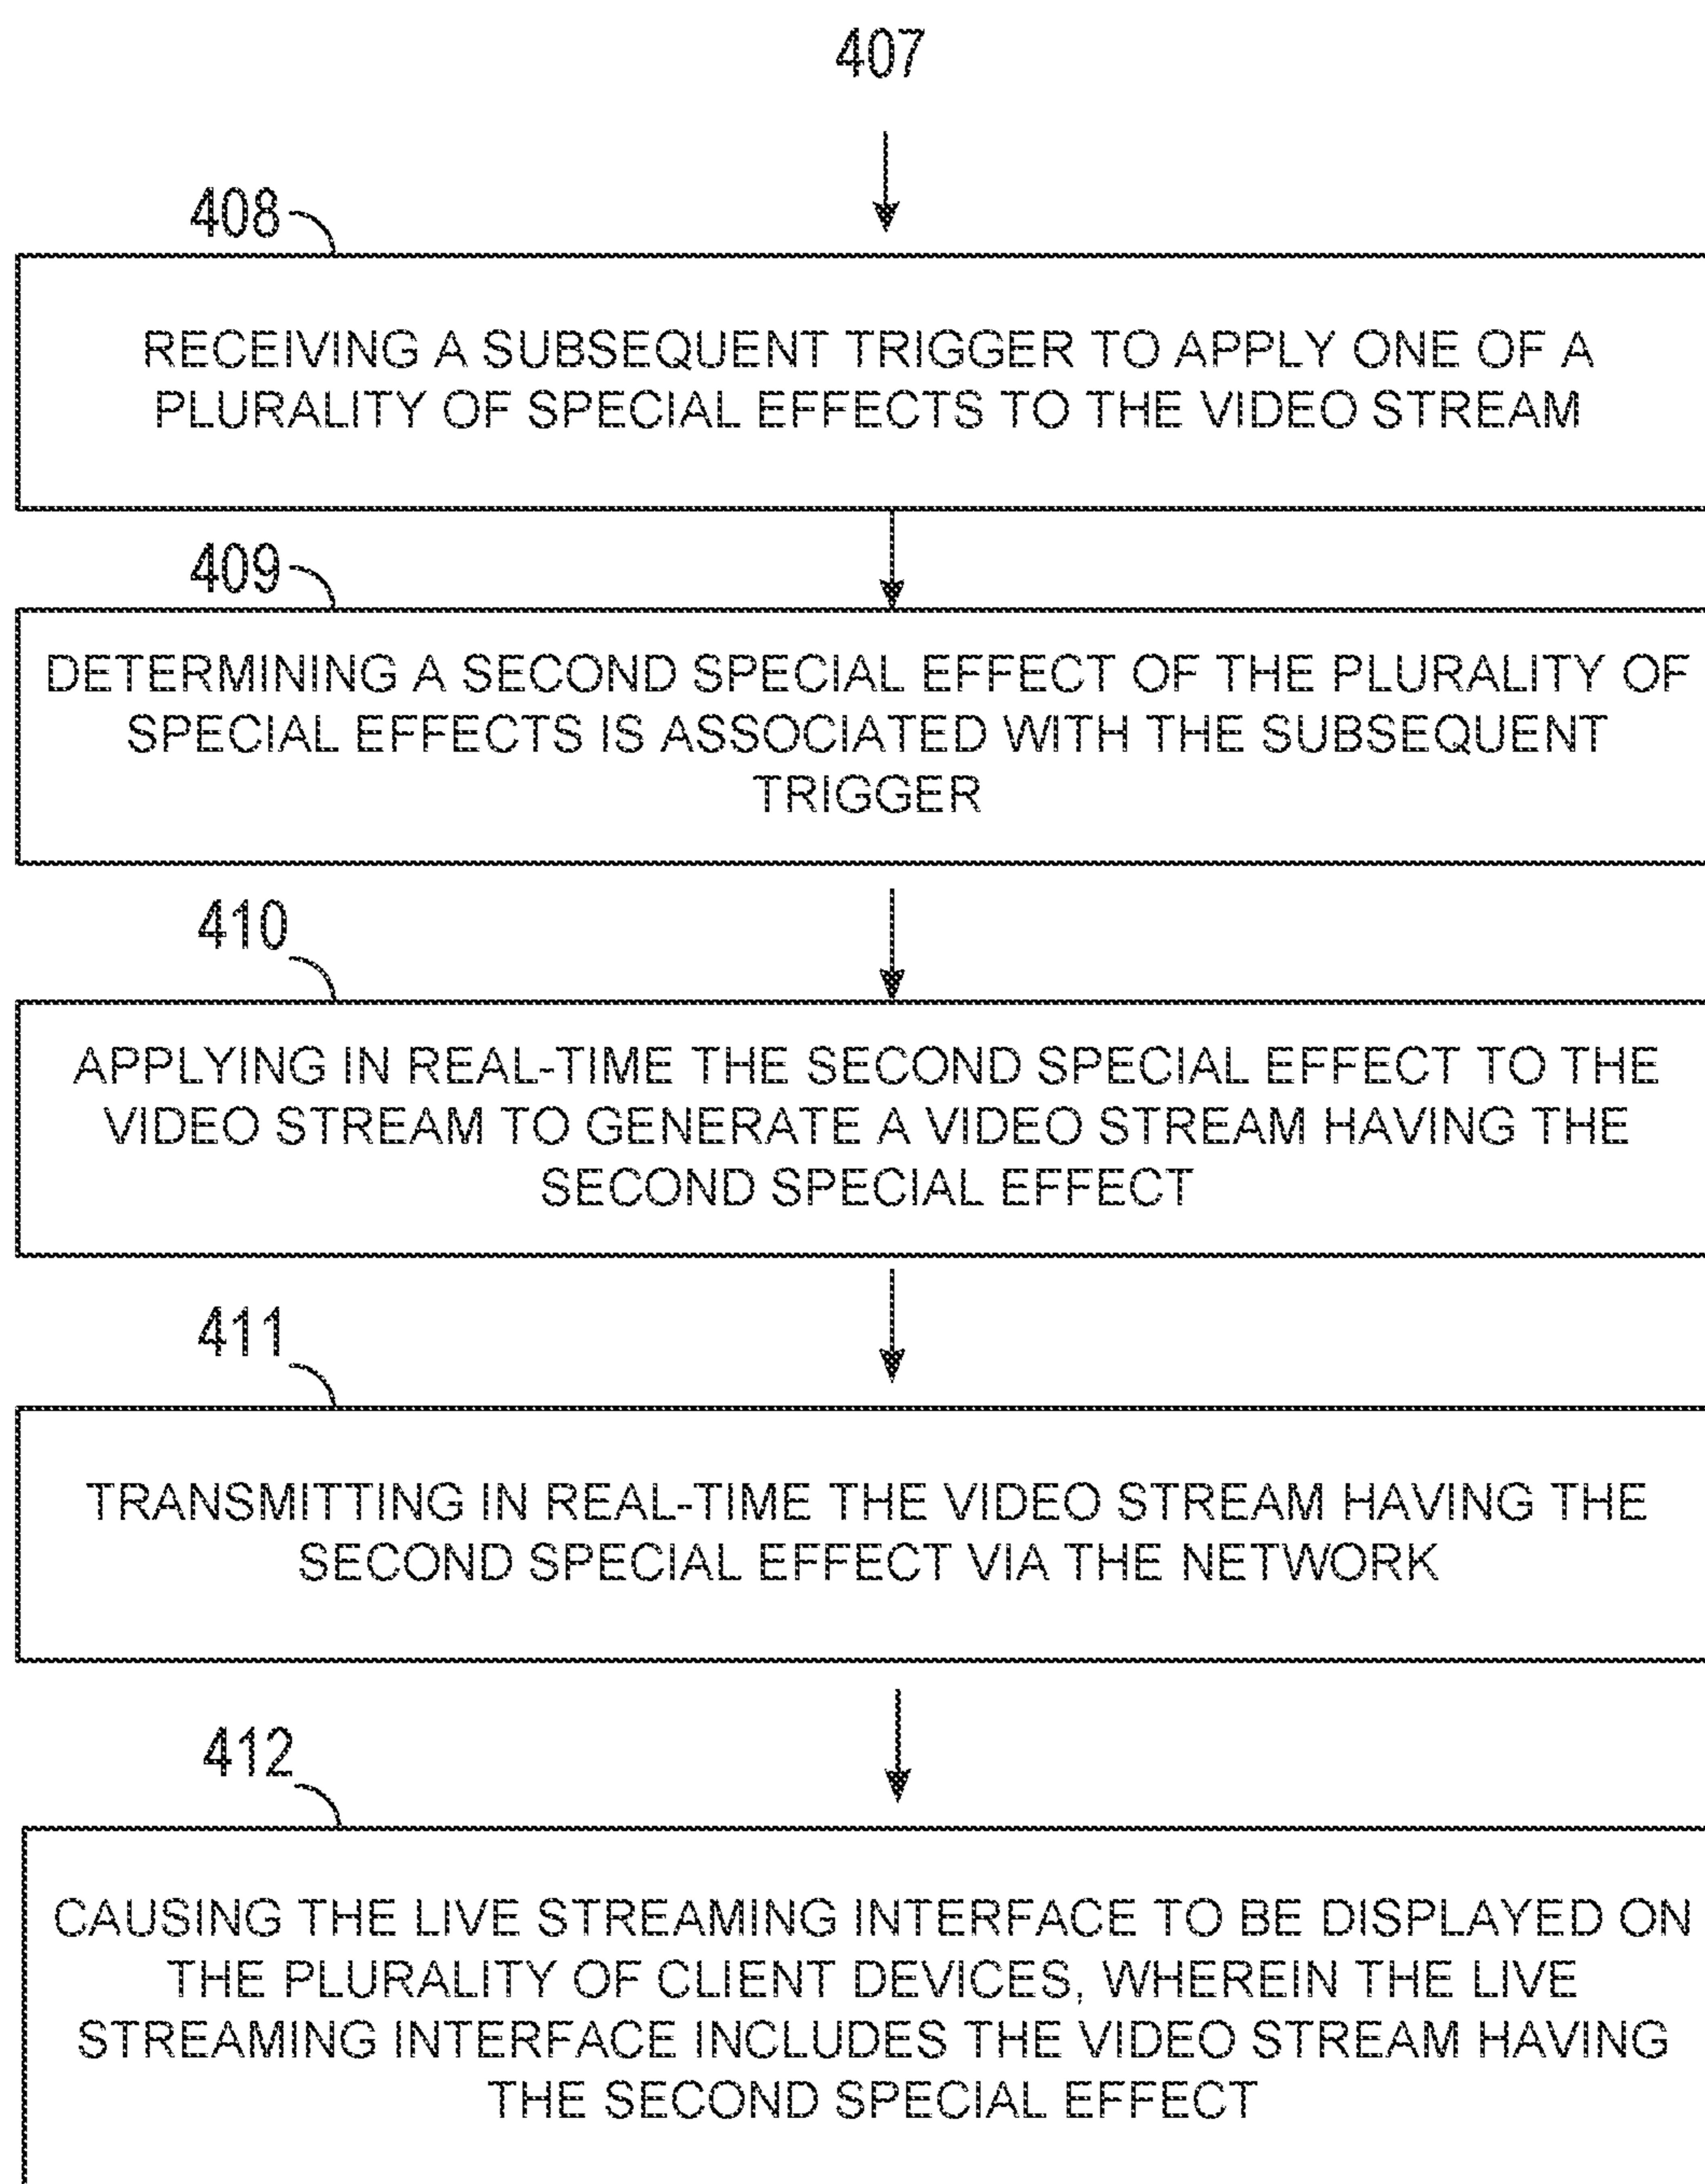 407
408
RECEIVING A SUBSEQUENT TRIGGER TO APPLY ONE OF A
PLURALITY OF SPECIAL EFFECTS TO THE VIDEO STREAM
409
DETERMINING A SECOND SPECIAL EFFECT OF THE PLURALITY OF
SPECIAL EFFECTS IS ASSOCIATED WITH THE SUBSEQUENT
TRIGGER
410
APPLYING IN REAL-TIME THE SECOND SPECIAL EFFECT TO THE
VIDEO STREAM TO GENERATE A VIDEO STREAM HAVING THE
SECOND SPECIAL EFFECT
411
TRANSMITTING IN REAL-TIME THE VIDEO STREAM HAVING THE
SECOND SPECIAL EFFECT VIA THE NETWORK
412
CAUSING THE LIVE STREAMING INTERFACE TO BE DISPLAYED ON
THE PLURALITY OF CLIENT DEVICES, WHEREIN THE LIVE
STREAMING INTERFACE INCLUDES THE VIDEO STREAM HAVING
THE SECOND SPECIAL EFFECT